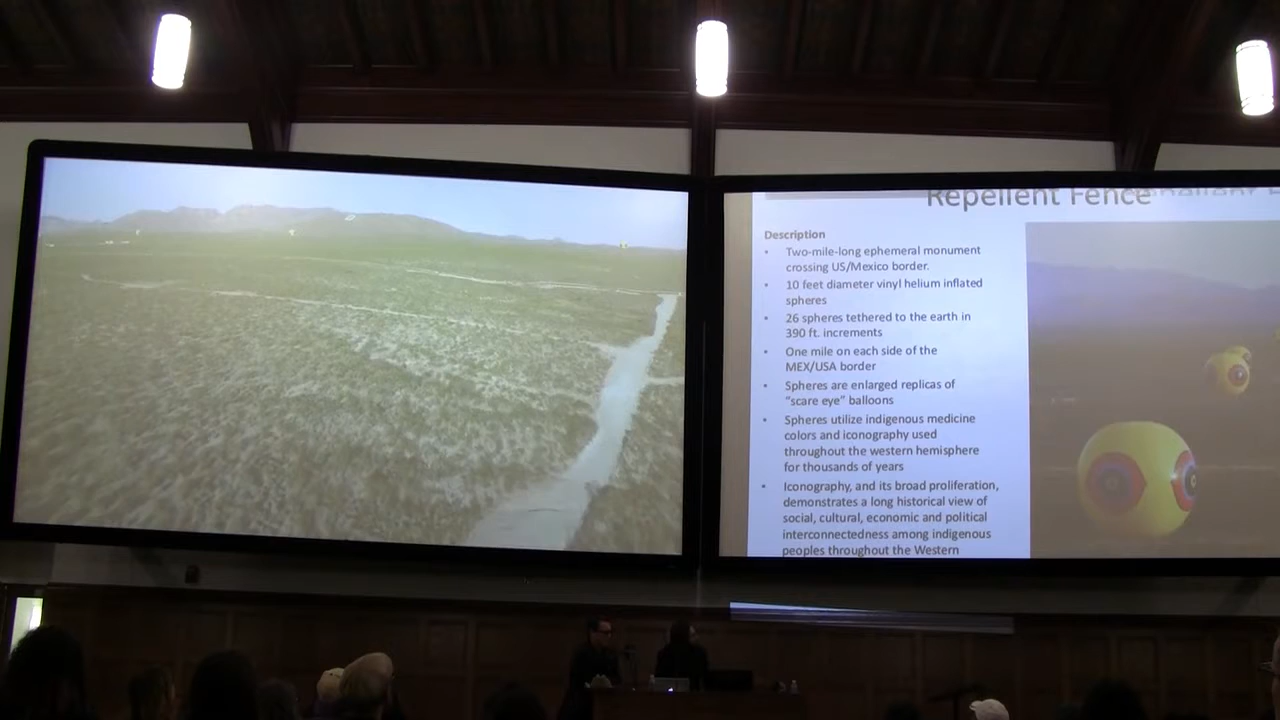 Repellent Fence
Description
• Two-mile-long ephemeral monument
crossing US/Mexico border.
• 10 feet diameter vinyl helium inflated
spheres
• 26 spheres tethered to the earth in
390 ft. increments
• One mile on each side of the
MEX/USA border
• Spheres are enlarged replicas of
“scare eye” balloons
• Spheres utilize indigenous medicine
colors and iconography used
throughout the western hemisphere
for thousands of years
• Iconography, and its broad proliferation,
demonstrates a long historical view of
social, cultural, economic and political
interconnectedness among indigenous
peoples throughout the Western